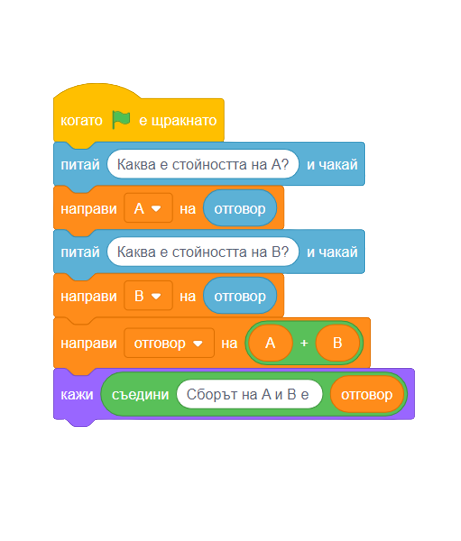 когато е щракнато
питай Каква е стойността на A? и чакай
направи A на отговор
питай Каква е стойността на B? и чакай
направи B на отговор
направи отговор на A + B
кажи съедини Сборът на A и B е отговор